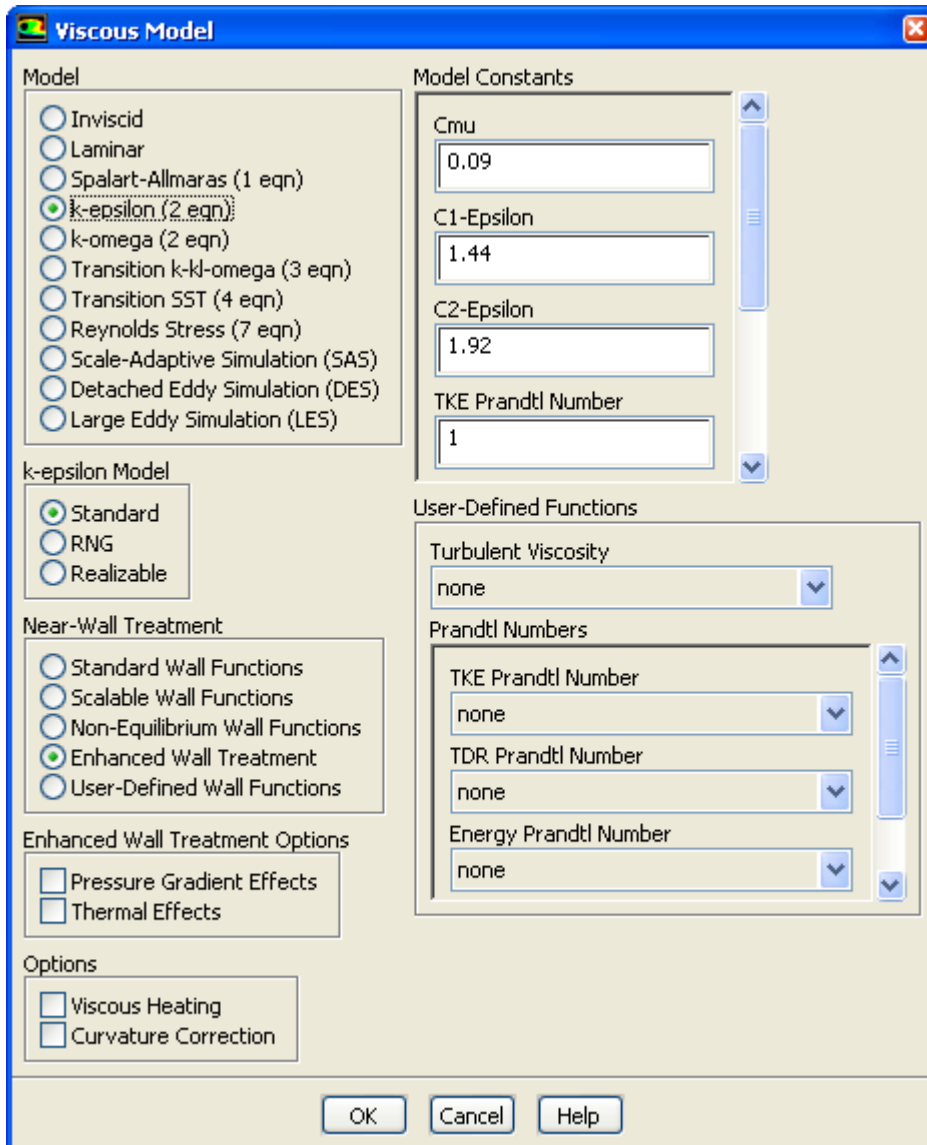 Viscous Model
Model
Inviscid
Laminar
Spalart-Allmaras (1 eqn)
k-epsilon (2 eqn)
k-omega (2 eqn)
Transition k-kl-omega (3 eqn)
Transition SST (4 eqn)
Reynolds Stress (7 eqn)
Scale-Adaptive Simulation (SAS)
Detached Eddy Simulation (DES)
Large Eddy Simulation (LES)
k-epsilon Model
Standard
RNG
Realizable
Near-Wall Treatment
Standard Wall Functions
Scalable Wall Functions
Non-Equilibrium Wall Functions
Enhanced Wall Treatment
User-Defined Wall Functions
Enhanced Wall Treatment Options
Pressure Gradient Effects
Thermal Effects
Options
Viscous Heating
Curvature Correction
Model Constants
Cmu
0.09
C1-Epsilon
1.44
C2-Epsilon
1.92
TKE Prandtl Number
1
User-Defined Functions
Turbulent Viscosity
none
Prandtl Numbers
TKE Prandtl Number
none
TDR Prandtl Number
none
Energy Prandtl Number
none
OK Cancel Help